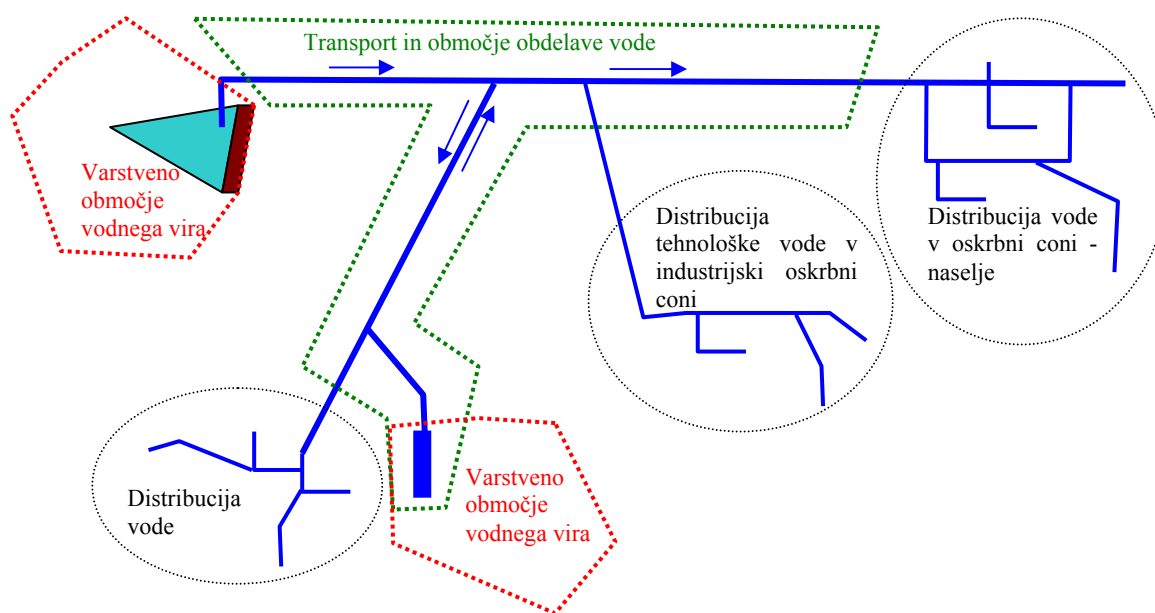 Transport in območje obdelave vode
Varstveno
območje
vodnega vira
Distribucija
tehnološke vode v
industrijski oskrbni
coni
Distribucija vode
v oskrbni coni -
naselje
Distribucija
vode
Varstveno
območje
vodnega vira